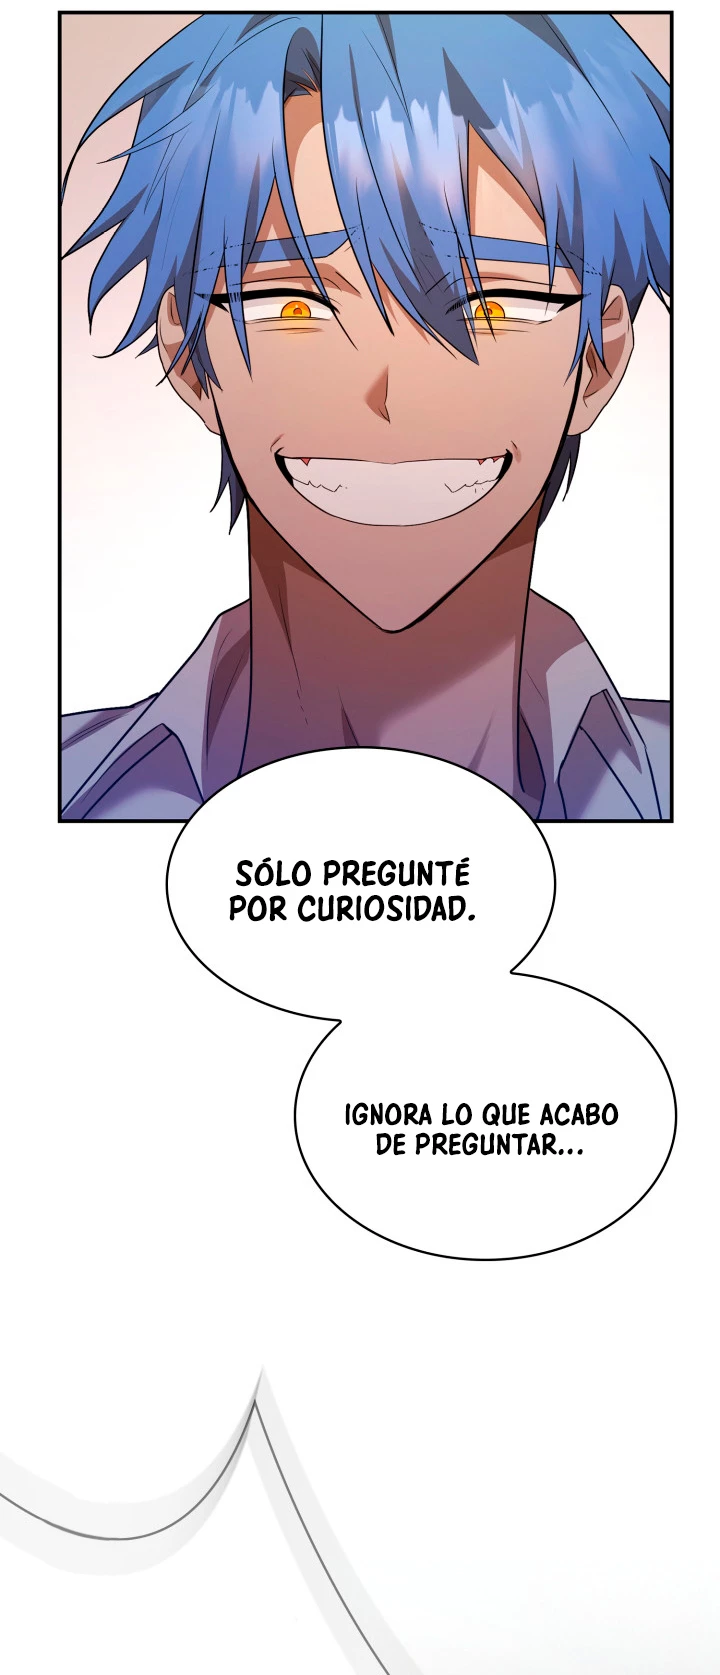 SÓLO PREGUNTÉ
POR CURIOSIDAD.
IGNORA LO QUE ACABO
DE PREGUNTAR...